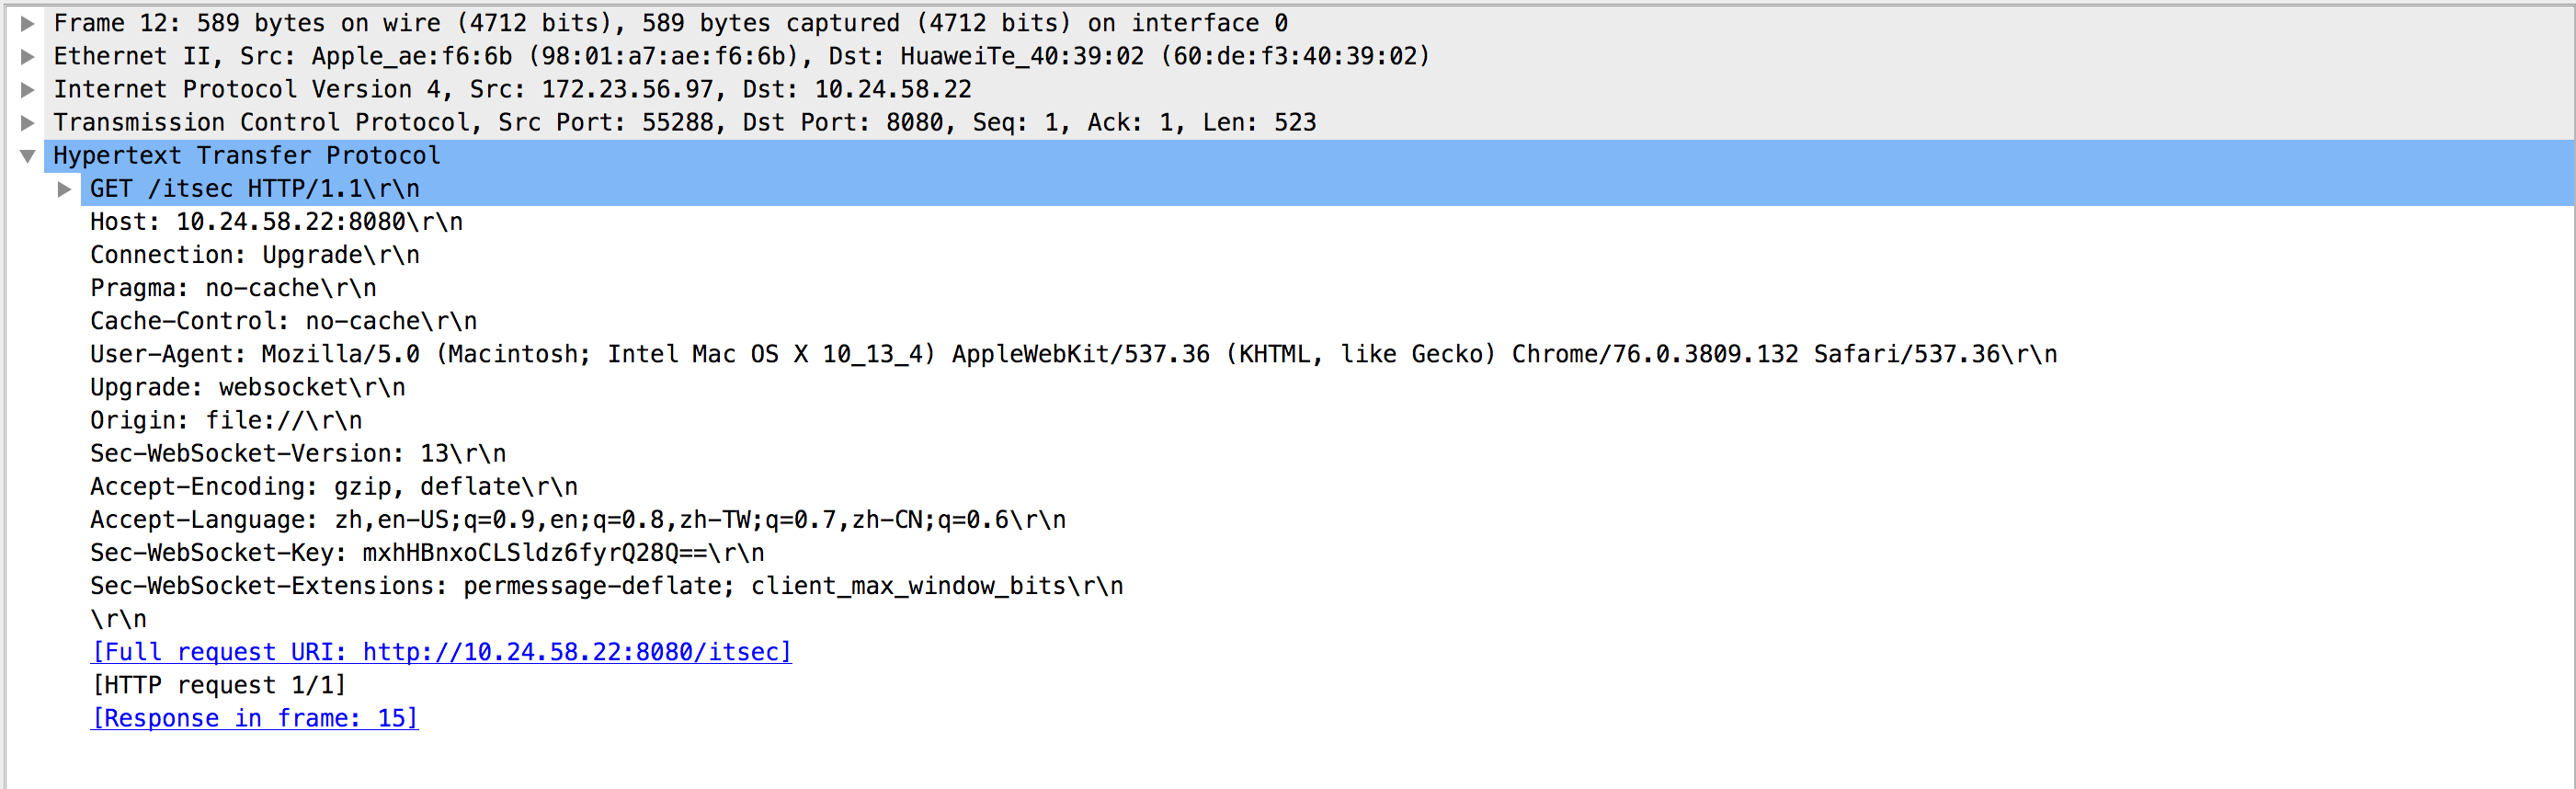 Frame 12: 589 bytes on wire (4712 bits), 589 bytes captured (4712 bits) on interface 0
Ethernet II, Src: Apple_ae:f6:6b (98:01:a7:ae:f6:6b), Dst: HuaweiTe_40:39:02 (60:de:f3:40:39:02)
Internet Protocol Version 4, Src: 172.23.56.97, Dst: 10.24.58.22
Transmission Control Protocol, Src Port: 55288, Dst Port: 8080, Seq: 1, Ack: 1, Len: 523
Hypertext Transfer Protocol
GET /itsec HTTP/1.1\r\n
Host: 10.24.58.22:8080\r\n
Connection: Upgrade\r\n
Pragma: no-cache\r\n
Cache-Control: no-cache\r\n
User-Agent: Mozilla/5.0 (Macintosh; Intel Mac OS X 10_13_4) AppleWebKit/537.36 (KHTML, like Gecko) Chrome/76.0.3809.132 Safari/537.36\r\n
Upgrade: websocket\r\n
Origin: file://\r\n
Sec-WebSocket-Version: 13\r\n
Accept-Encoding: gzip, deflate\r\n
Accept-Language: zh,en-US;q=0.9,en;q=0.8,zh-TW;q=0.7,zh-CN;q=0.6\r\n
Sec-WebSocket-Key: mxhHBnxoCLSldz6fyrQ28Q==\r\n
Sec-WebSocket-Extensions: permessage-deflate; client_max_window_bits\r\n
\r\n
[Full request URI: http://10.24.58.22:8080/itsec]
[HTTP request 1/1]
[Response in frame: 15]